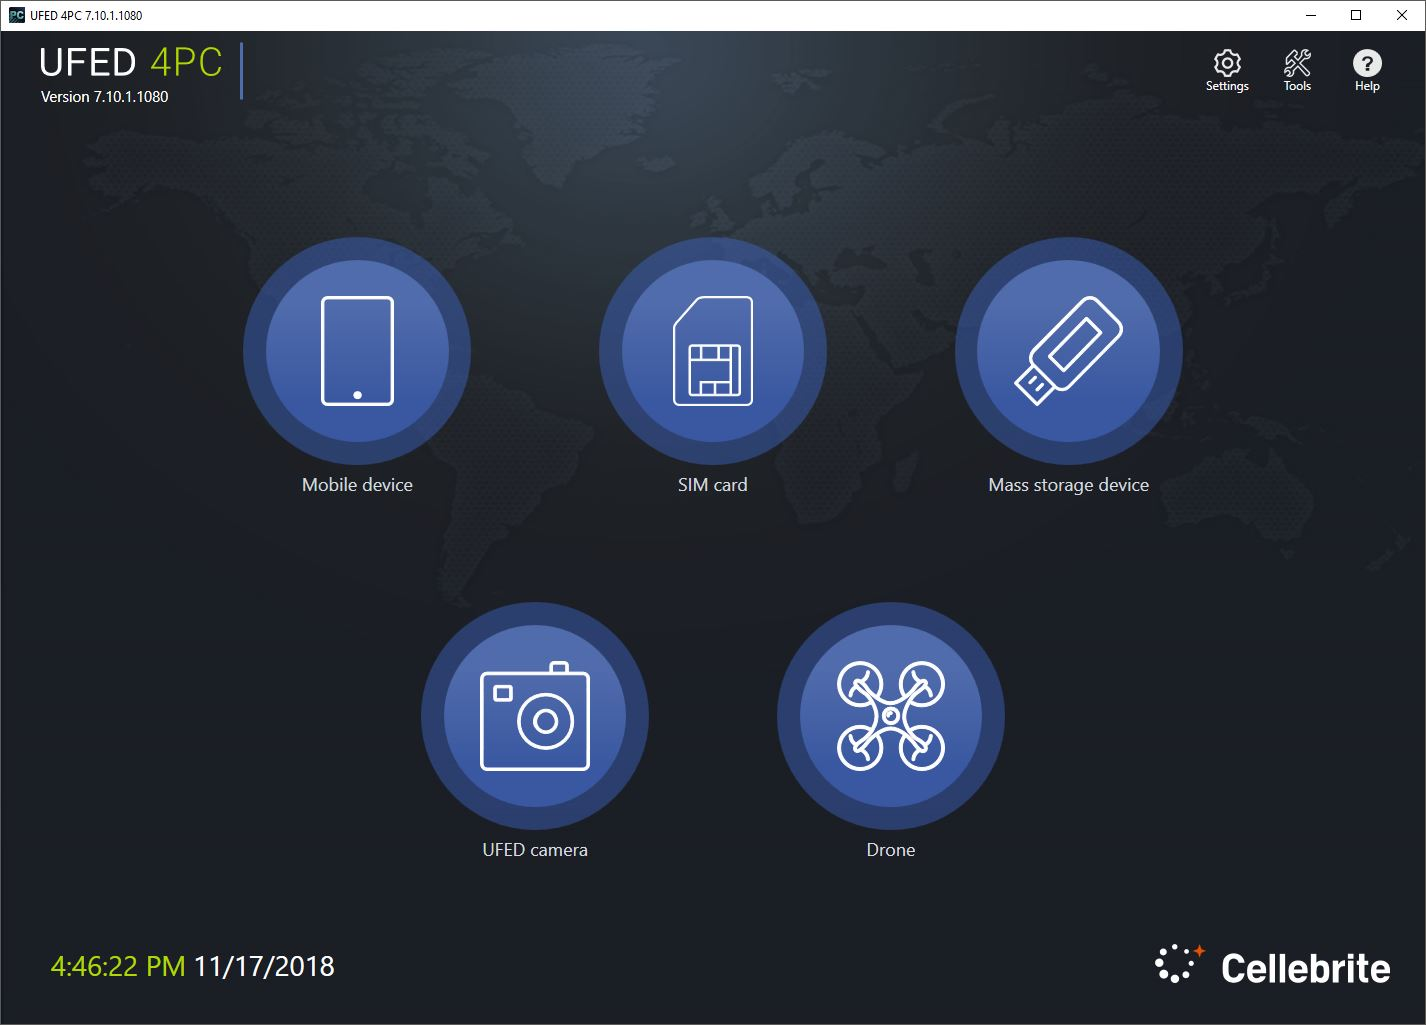 UFED 4PC 7.10.1.1080
UFED 4PC
Version 7.10.1.1080
Settings
Tools
? Help
Mobile device
SIM card
Mass storage device
UFED camera
Drone
4:46:22 PM 11/17/2018
Cellebrite